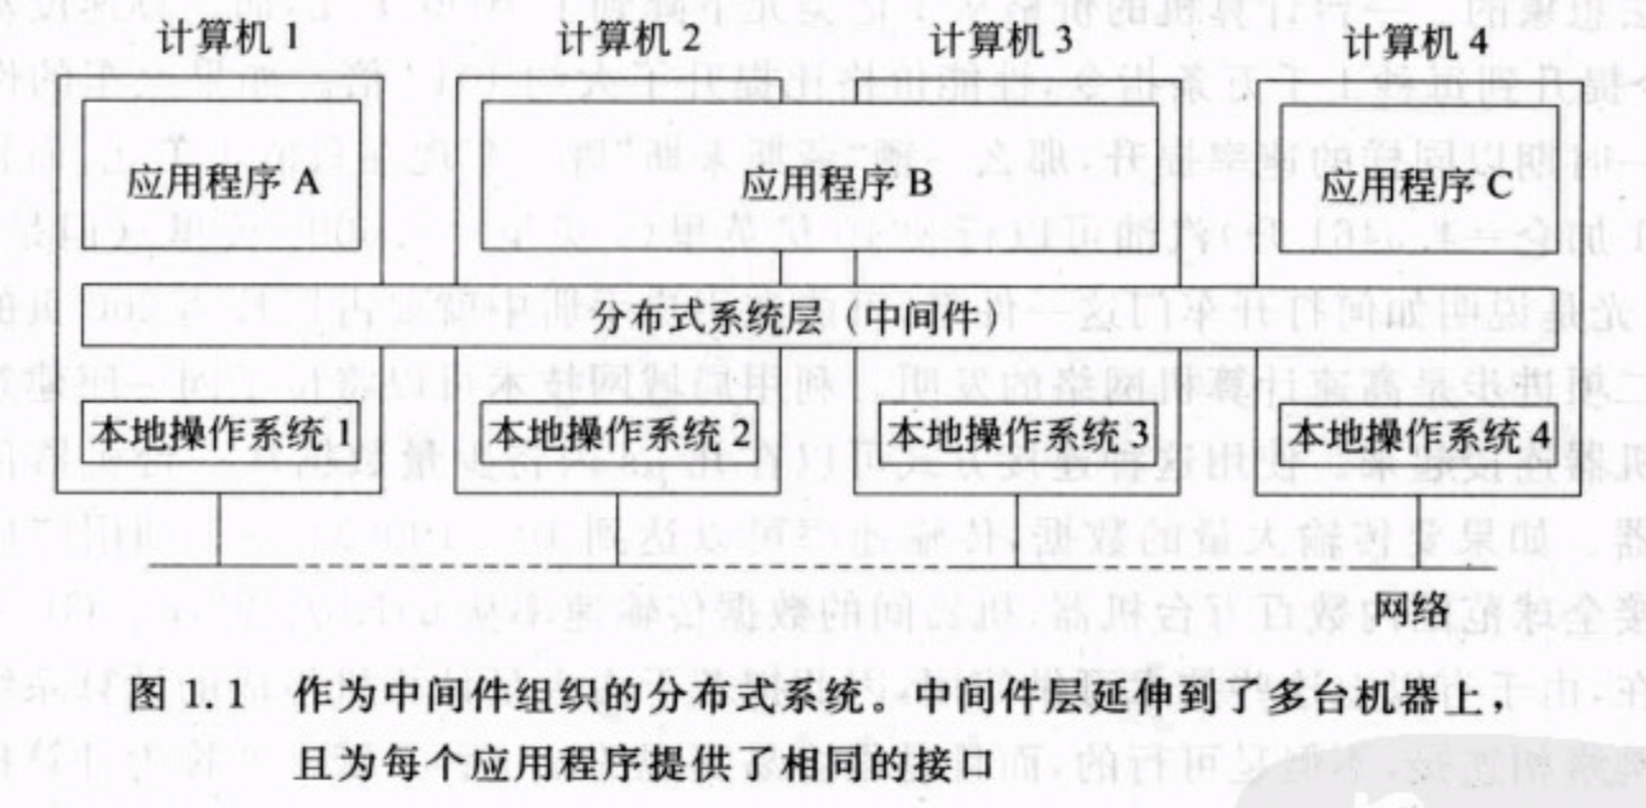 计算机 1 计算机 2 计算机 3 计算机 4
应用程序 A 应用程序 B 应用程序 C
分布式系统层（中间件）
本地操作系统 1 本地操作系统 2 本地操作系统 3 本地操作系统 4
网络
图 1.1 作为中间件组织的分布式系统。中间件层延伸到了多台机器上，
且为每个应用程序提供了相同的接口